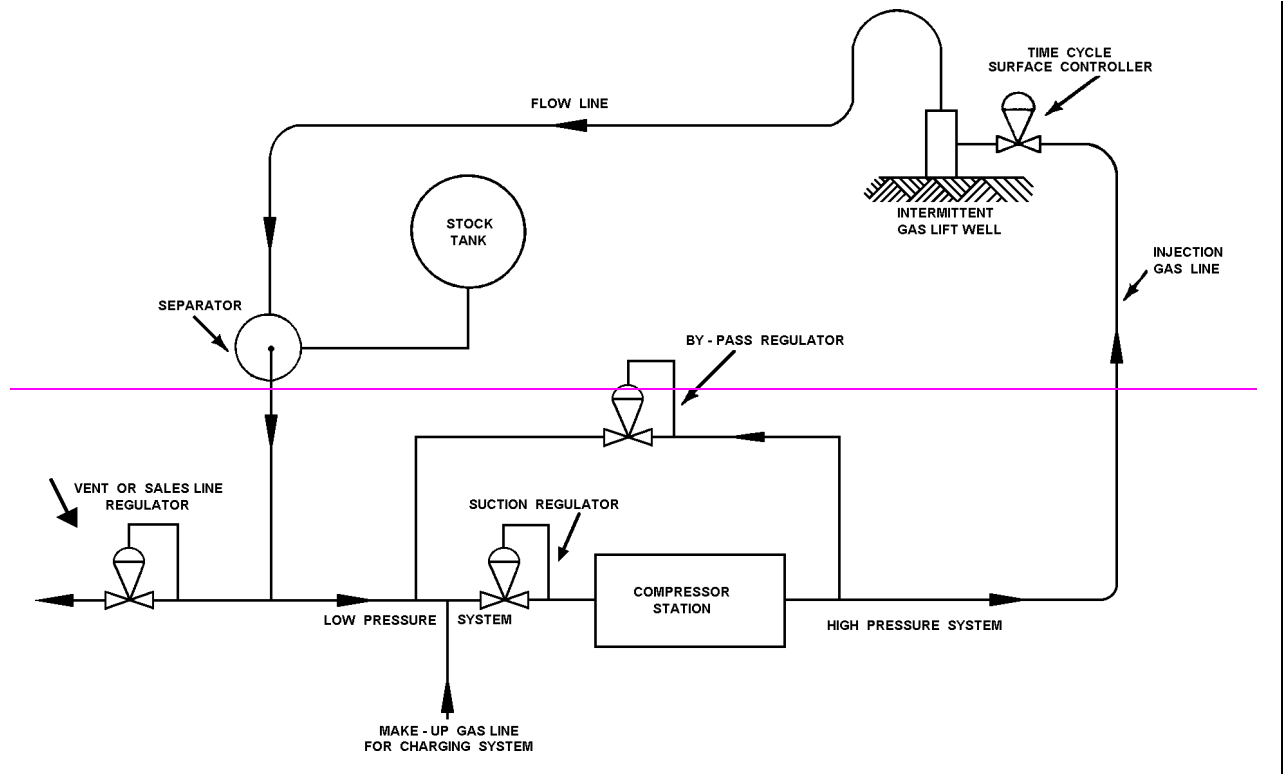 TIME CYCLE
SURFACE CONTROLLER
FLOW LINE
STOCK
TANK
INTERMITTENT
GAS LIFT WELL
INJECTION
GAS LINE
SEPARATOR
BY - PASS REGULATOR
VENT OR SALES LINE
REGULATOR
SUCTION REGULATOR
COMPRESSOR
STATION
LOW PRESSURE SYSTEM
HIGH PRESSURE SYSTEM
MAKE - UP GAS LINE
FOR CHARGING SYSTEM